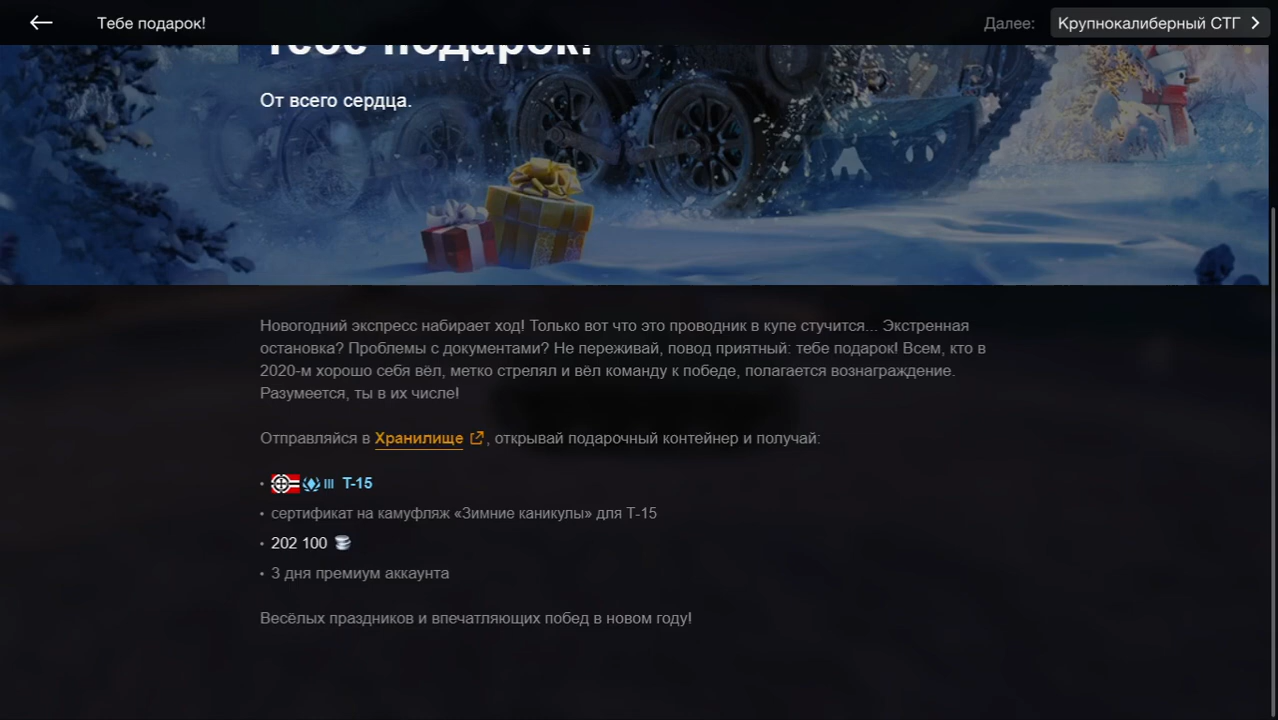 Тебе подарок!
Далее:
Крупнокалиберный СТГ
Тебе подарок!
От всего сердца.
Новогодний экспресс набирает ход! Только вот что это проводник в купе стучится... Экстренная
остановка? Проблемы с документами? Не переживай, повод приятный: тебе подарок! Всем, кто в
2020-м хорошо себя вёл, метко стрелял и вёл команду к победе, полагается вознаграждение.
Разумеется, ты в их числе!
Отправляйся в Хранилище, открывай подарочный контейнер и получай:
• III Т-15
• сертификат на камуфляж «Зимние каникулы» для Т-15
• 202 100
• 3 дня премиум аккаунта
Весёлых праздников и впечатляющих побед в новом году!